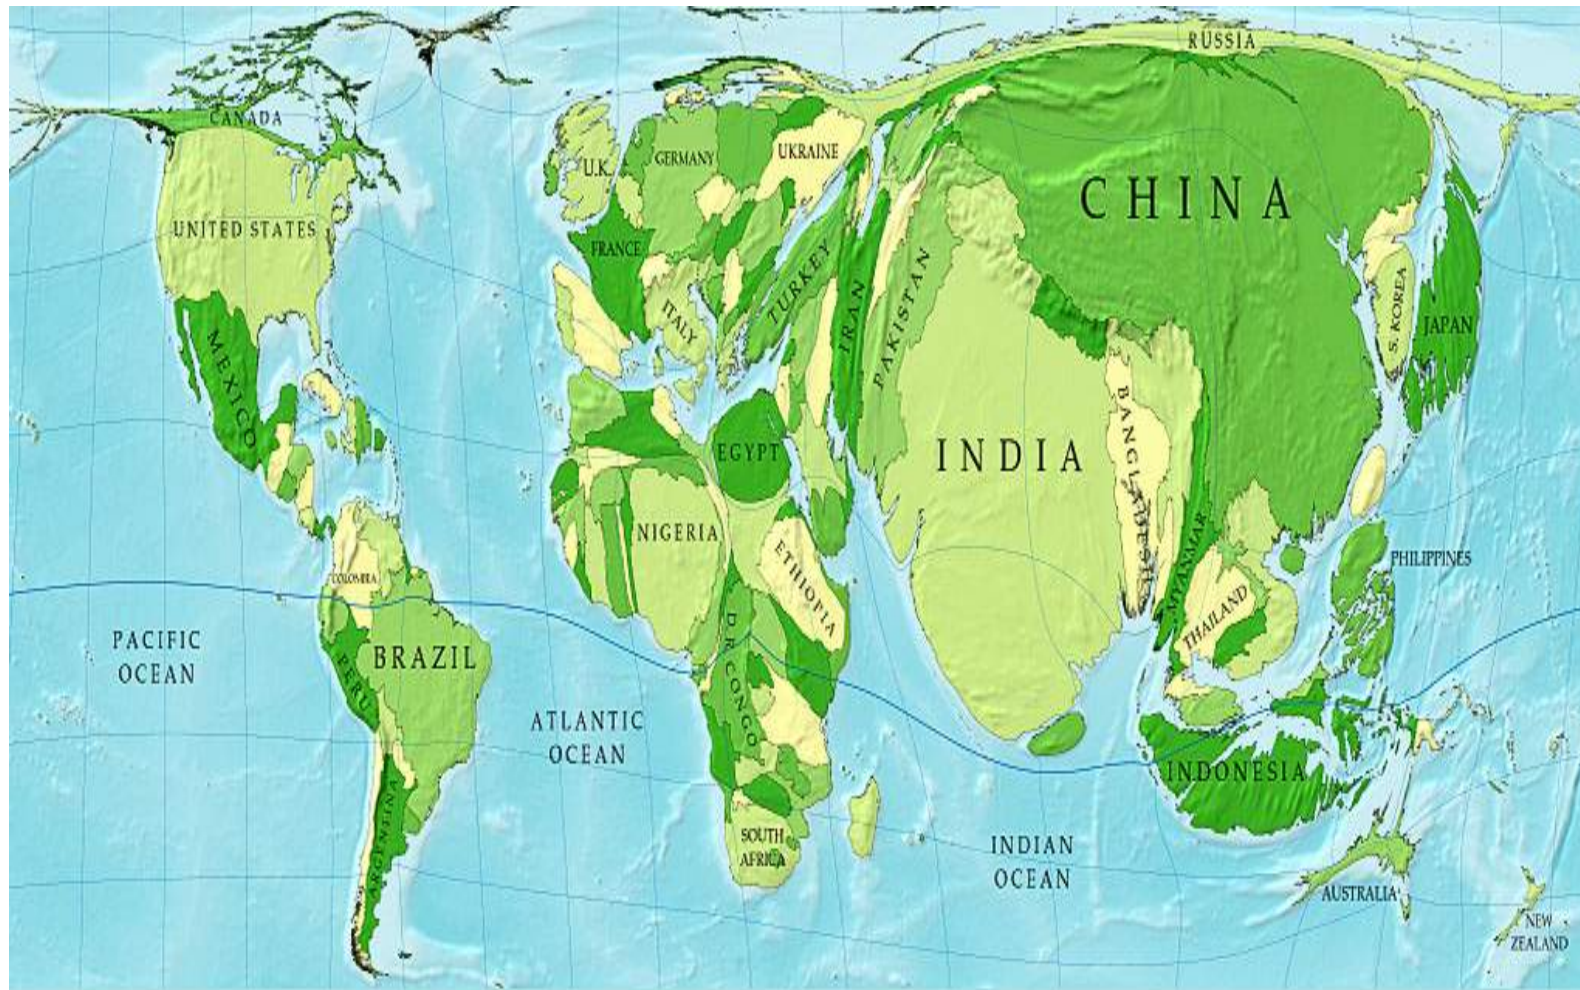 RUSSIA
CANADA
U.K.
GERMANY
UKRAINE
CHINA
UNITED STATES
FRANCE
TURKEY
ITALY
IRAN
PAKISTAN
S. KOREA
JAPAN
MEXICO
EGYPT
INDIA
BANGLADESH
NIGERIA
ETHIOPIA
MYANMAR
PHILIPPINES
COLOMBIA
THAILAND
PACIFIC
OCEAN
BRAZIL
PERU
D R CONGO
ATLANTIC
OCEAN
INDONESIA
ARGENTINA
SOUTH
AFRICA
INDIAN
OCEAN
AUSTRALIA
NEW
ZEALAND